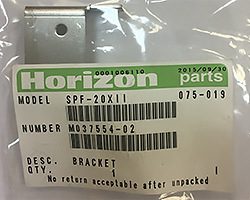 0001006110
2015/09/30
Horizon parts
MODEL SPF-20XII 075-019
NUMBER M037554-02
DESC. BRACKET
QTY. 1 1
No return acceptable after unpacked